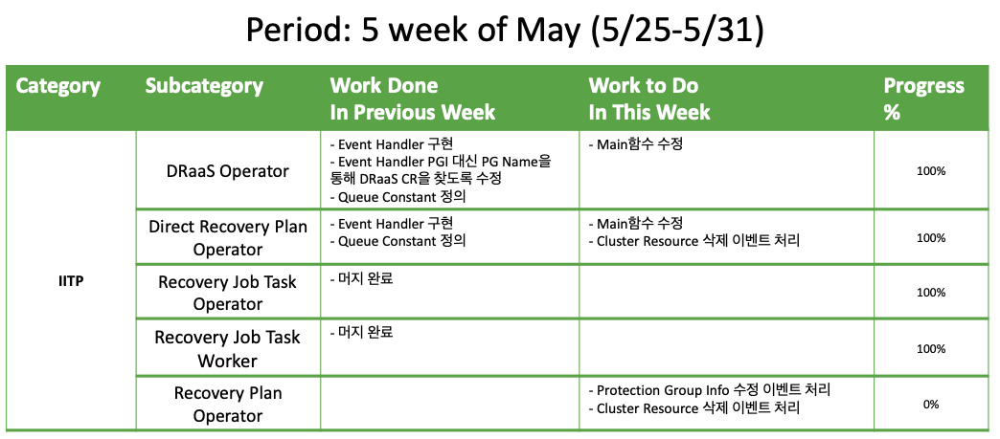 Period: 5 week of May (5/25-5/31)
Category
Subcategory
Work Done
In Previous Week
Work to Do
In This Week
Progress
%
IITP
DRaaS Operator
- Event Handler 구현
- Event Handler PGI 대신 PG Name을
통해 DRaaS CR을 찾도록 수정
- Queue Constant 정의
- Main함수 수정
100%
Direct Recovery Plan
Operator
- Event Handler 구현
- Queue Constant 정의
- Main함수 수정
- Cluster Resource 삭제 이벤트 처리
100%
Recovery Job Task
Operator
- 머지 완료
100%
Recovery Job Task
Worker
- 머지 완료
100%
Recovery Plan
Operator
- Protection Group Info 수정 이벤트 처리
- Cluster Resource 삭제 이벤트 처리
0%